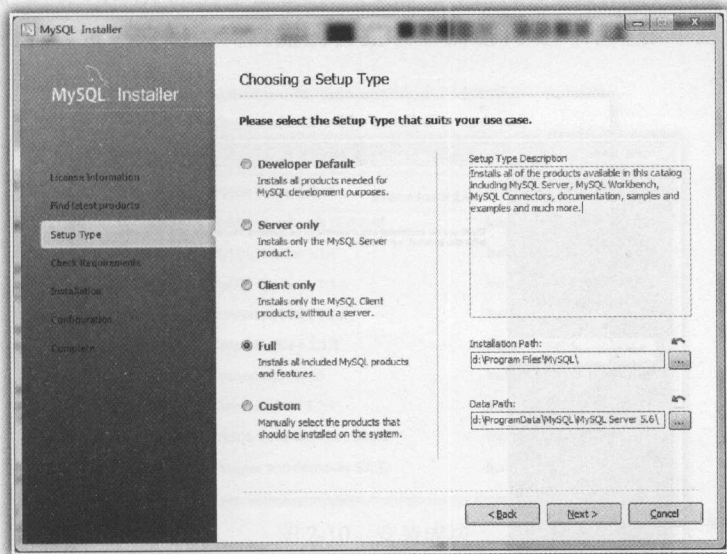 MySQL Installer
MySQL Installer
License Information
Find latest products
Setup Type
Check Requirements
Installation
Configuration
Complete
Choosing a Setup Type
Please select the Setup Type that suits your use case.
Developer Default
Installs all products needed for
MySQL development purposes.
Server only
Installs only the MySQL Server
product.
Client only
Installs only the MySQL Client
products, without a server.
Full
Installs all included MySQL products
and features.
Custom
Manually select the products that
should be installed on the system.
Setup Type Description
Installs all of the products available in this catalog
including MySQL Server, MySQL Workbench,
MySQL Connectors, documentation, samples and
examples and much more.
Installation Path:
d:\Program Files\MySQL\
...
Data Path:
d:\ProgramData\MySQL\MySQL Server 5.6\
...
< Back
Next >
Cancel